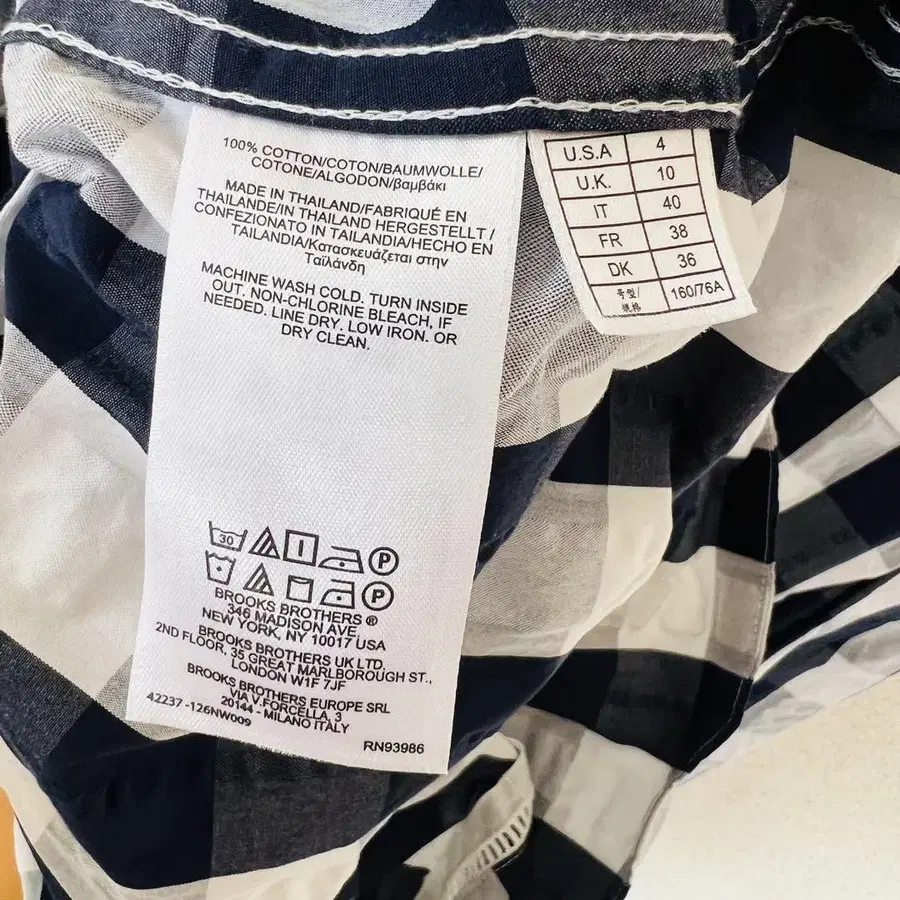 100% COTTON/COTON/BAUMWOLLE/
COTONE/ALGODON/βαμβάκι
MADE IN THAILAND/FABRIQUÉ EN
THAILANDE/IN THAILAND HERGESTELLT/
CONFEZIONATO IN TAILANDIA/HECHO EN
TAILANDIA/Κατασκευάζεται στην
Ταϊλάνδη
MACHINE WASH COLD. TURN INSIDE
OUT. NON-CHLORINE BLEACH, IF
NEEDED. LINE DRY. LOW IRON. OR
DRY CLEAN.
30 P
P
BROOKS BROTHERS ®
346 MADISON AVE.
NEW YORK, NY 10017 USA
BROOKS BROTHERS UK LTD.
2ND FLOOR, 35 GREAT MARLBOROUGH ST.,
LONDON W1F 7JF
BROOKS BROTHERS EUROPE SRL
VIA V.FORCELLA, 3
20144 - MILANO ITALY
42237 -126NW009
RN93986
U.S.A 4
U.K. 10
IT 40
FR 38
DK 36
号型/ 160/76A
规格